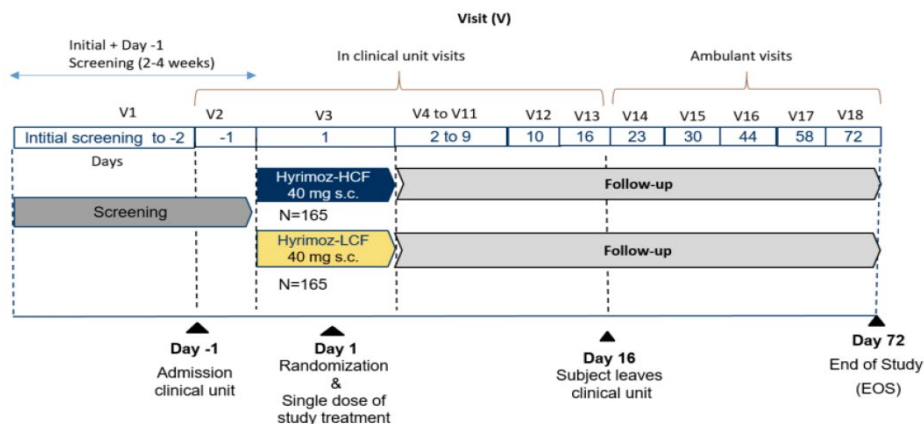 Visit (V)
Initial + Day -1
Screening (2-4 weeks)
In clinical unit visits
Ambulant visits
V1 V2 V3 V4 to V11 V12 V13 V14 V15 V16 V17 V18
Intitial screening to -2 -1 1 2 to 9 10 16 23 30 44 58 72
Days
Hyrimoz-HCF
40 mg s.c.
Follow-up
N=165
Screening
Hyrimoz-LCF
40 mg s.c.
Follow-up
N=165
Day -1
Admission
clinical unit
Day 1
Randomization
&
Single dose of
study treatment
Day 16
Subject leaves
clinical unit
Day 72
End of Study
(EOS)